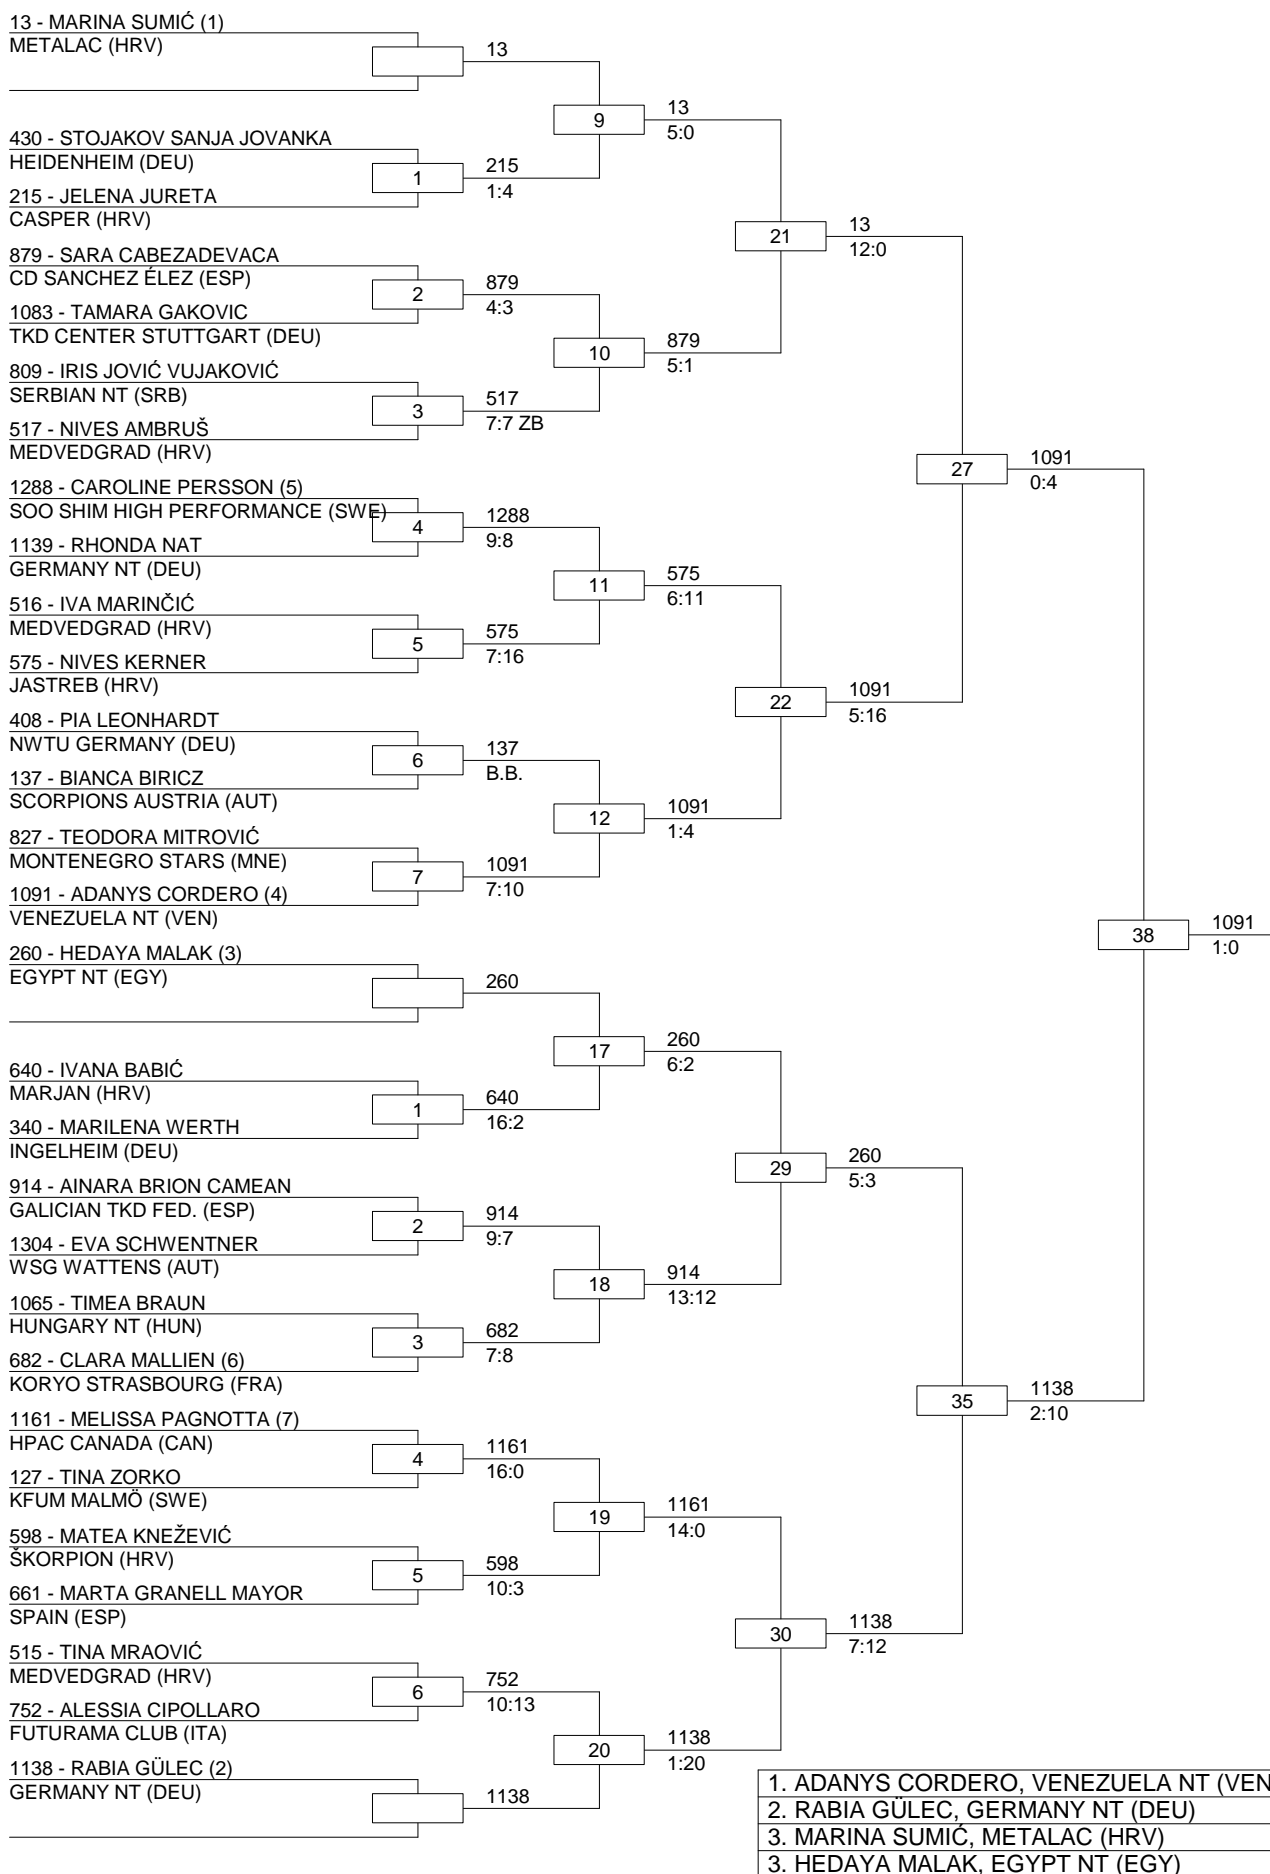 13 - MARINA SUMIĆ (1)
METALAC (HRV)
430 - STOJAKOV SANJA JOVANKA
HEIDENHEIM (DEU)
215 - JELENA JURETA
CASPER (HRV)
879 - SARA CABEZADEVACA
CD SANCHEZ ÉLEZ (ESP)
1083 - TAMARA GAKOVIC
TKD CENTER STUTTGART (DEU)
809 - IRIS JOVIĆ VUJAKOVIĆ
SERBIAN NT (SRB)
517 - NIVES AMBRUŠ
MEDVEDGRAD (HRV)
1288 - CAROLINE PERSSON (5)
SOO SHIM HIGH PERFORMANCE (SWE)
1139 - RHONDA NAT
GERMANY NT (DEU)
516 - IVA MARINČIĆ
MEDVEDGRAD (HRV)
575 - NIVES KERNER
JASTREB (HRV)
408 - PIA LEONHARDT
NWTU GERMANY (DEU)
137 - BIANCA BIRICZ
SCORPIONS AUSTRIA (AUT)
827 - TEODORA MITROVIĆ
MONTENEGRO STARS (MNE)
1091 - ADANYS CORDERO (4)
VENEZUELA NT (VEN)
260 - HEDAYA MALAK (3)
EGYPT NT (EGY)
640 - IVANA BABIĆ
MARJAN (HRV)
340 - MARILENA WERTH
INGELHEIM (DEU)
914 - AINARA BRION CAMEAN
GALICIAN TKD FED. (ESP)
1304 - EVA SCHWENTNER
WSG WATTENS (AUT)
1065 - TIMEA BRAUN
HUNGARY NT (HUN)
682 - CLARA MALLIEN (6)
KORYO STRASBOURG (FRA)
1161 - MELISSA PAGNOTTA (7)
HPAC CANADA (CAN)
127 - TINA ZORKO
KFUM MALMÖ (SWE)
598 - MATEA KNEŽEVIĆ
ŠKORPION (HRV)
661 - MARTA GRANELL MAYOR
SPAIN (ESP)
515 - TINA MRAOVIĆ
MEDVEDGRAD (HRV)
752 - ALESSIA CIPOLLARO
FUTURAMA CLUB (ITA)
1138 - RABIA GÜLEC (2)
GERMANY NT (DEU)
13
1
215
1:4
2
879
4:3
3
517
7:7 ZB
4
1288
9:8
5
575
7:16
6
137
B.B.
7
1091
7:10
260
1
640
16:2
2
914
9:7
3
682
7:8
4
1161
16:0
5
598
10:3
6
752
10:13
1138
9
13
5:0
10
879
5:1
11
575
6:11
12
1091
1:4
17
260
6:2
18
914
13:12
19
1161
14:0
20
1138
1:20
21
13
12:0
22
1091
5:16
29
260
5:3
30
1138
7:12
27
1091
0:4
35
1138
2:10
38
1091
1:0
1. ADANYS CORDERO, VENEZUELA NT (VEN
2. RABIA GÜLEC, GERMANY NT (DEU)
3. MARINA SUMIĆ, METALAC (HRV)
3. HEDAYA MALAK, EGYPT NT (EGY)